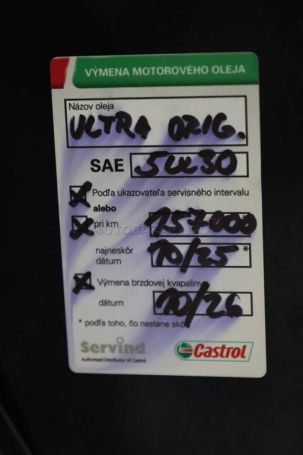 VÝMENA MOTOROVÉHO OLEJA
Názov oleja
ULTRA ORIG.
SAE 5W30
Podľa ukazovateľa servisného intervalu
alebo
pri km 157000
najneskôr
dátum 10/25 *
Výmena brzdovej kvapaliny
dátum 10/26
* podľa toho, čo nastane skôr
Servind
Authorised Distributor of Castrol
Castrol